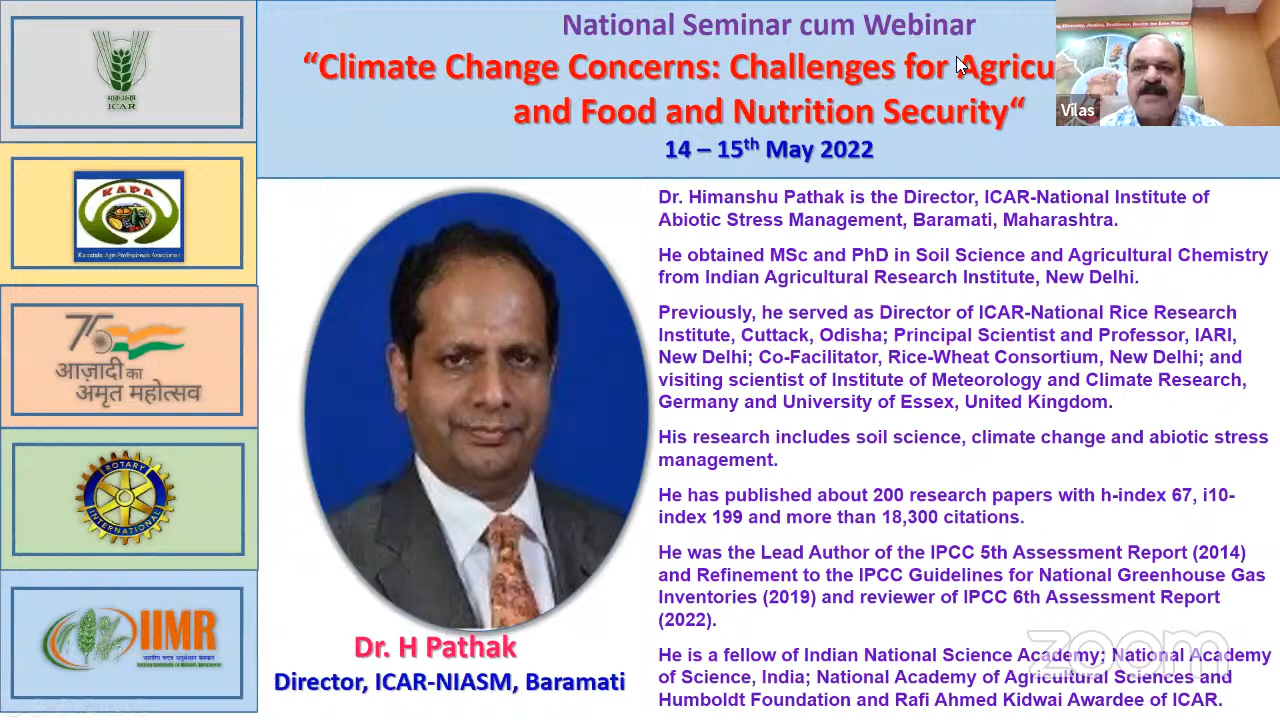 National Seminar cum Webinar
“Climate Change Concerns: Challenges for Agricu
and Food and Nutrition Security“
14 – 15th May 2022
Vilas
भाकृअनुप
ICAR
KAPA
Karnataka Agri-Professionals Association
75
आज़ादी का
अमृत महोत्सव
ROTARY
INTERNATIONAL
IIMR
Dr. H Pathak
Director, ICAR-NIASM, Baramati
Dr. Himanshu Pathak is the Director, ICAR-National Institute of
Abiotic Stress Management, Baramati, Maharashtra.
He obtained MSc and PhD in Soil Science and Agricultural Chemistry
from Indian Agricultural Research Institute, New Delhi.
Previously, he served as Director of ICAR-National Rice Research
Institute, Cuttack, Odisha; Principal Scientist and Professor, IARI,
New Delhi; Co-Facilitator, Rice-Wheat Consortium, New Delhi; and
visiting scientist of Institute of Meteorology and Climate Research,
Germany and University of Essex, United Kingdom.
His research includes soil science, climate change and abiotic stress
management.
He has published about 200 research papers with h-index 67, i10-
index 199 and more than 18,300 citations.
He was the Lead Author of the IPCC 5th Assessment Report (2014)
and Refinement to the IPCC Guidelines for National Greenhouse Gas
Inventories (2019) and reviewer of IPCC 6th Assessment Report
(2022).
He is a fellow of Indian National Science Academy; National Academy
of Science, India; National Academy of Agricultural Sciences and
Humboldt Foundation and Rafi Ahmed Kidwai Awardee of ICAR.
zoom